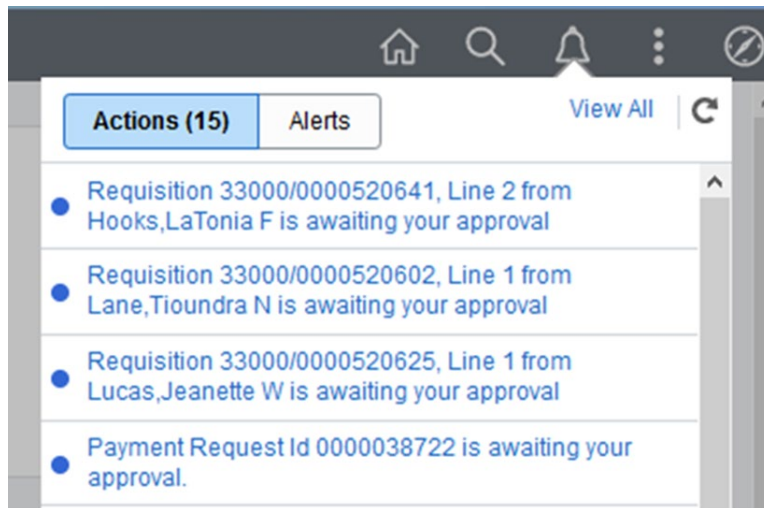 Actions (15)
Alerts
View All
Requisition 33000/0000520641, Line 2 from
Hooks,LaTonia F is awaiting your approval
Requisition 33000/0000520602, Line 1 from
Lane,Tioundra N is awaiting your approval
Requisition 33000/0000520625, Line 1 from
Lucas,Jeanette W is awaiting your approval
Payment Request Id 0000038722 is awaiting your
approval.